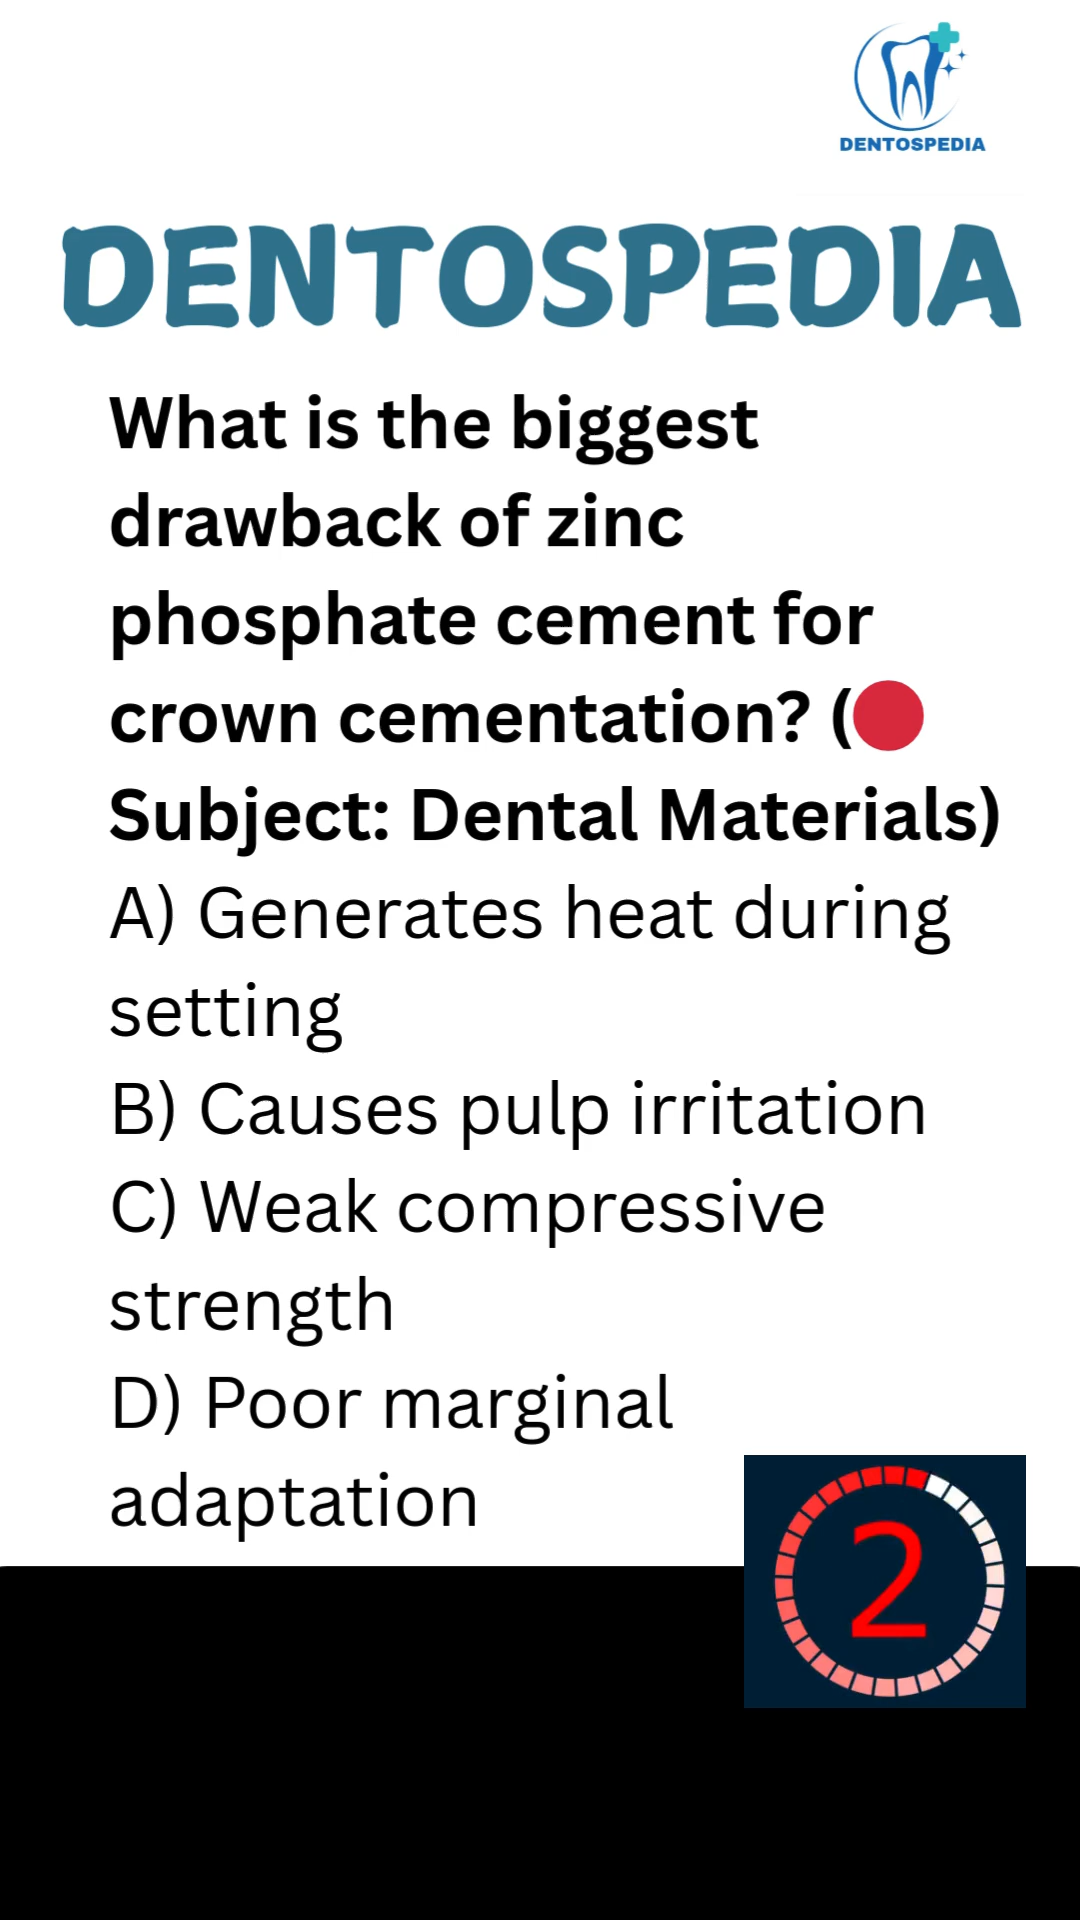 DENTOSPEDIA
DENTOSPEDIA
What is the biggest
drawback of zinc
phosphate cement for
crown cementation? (🔴
Subject: Dental Materials)
A) Generates heat during
setting
B) Causes pulp irritation
C) Weak compressive
strength
D) Poor marginal
adaptation
2